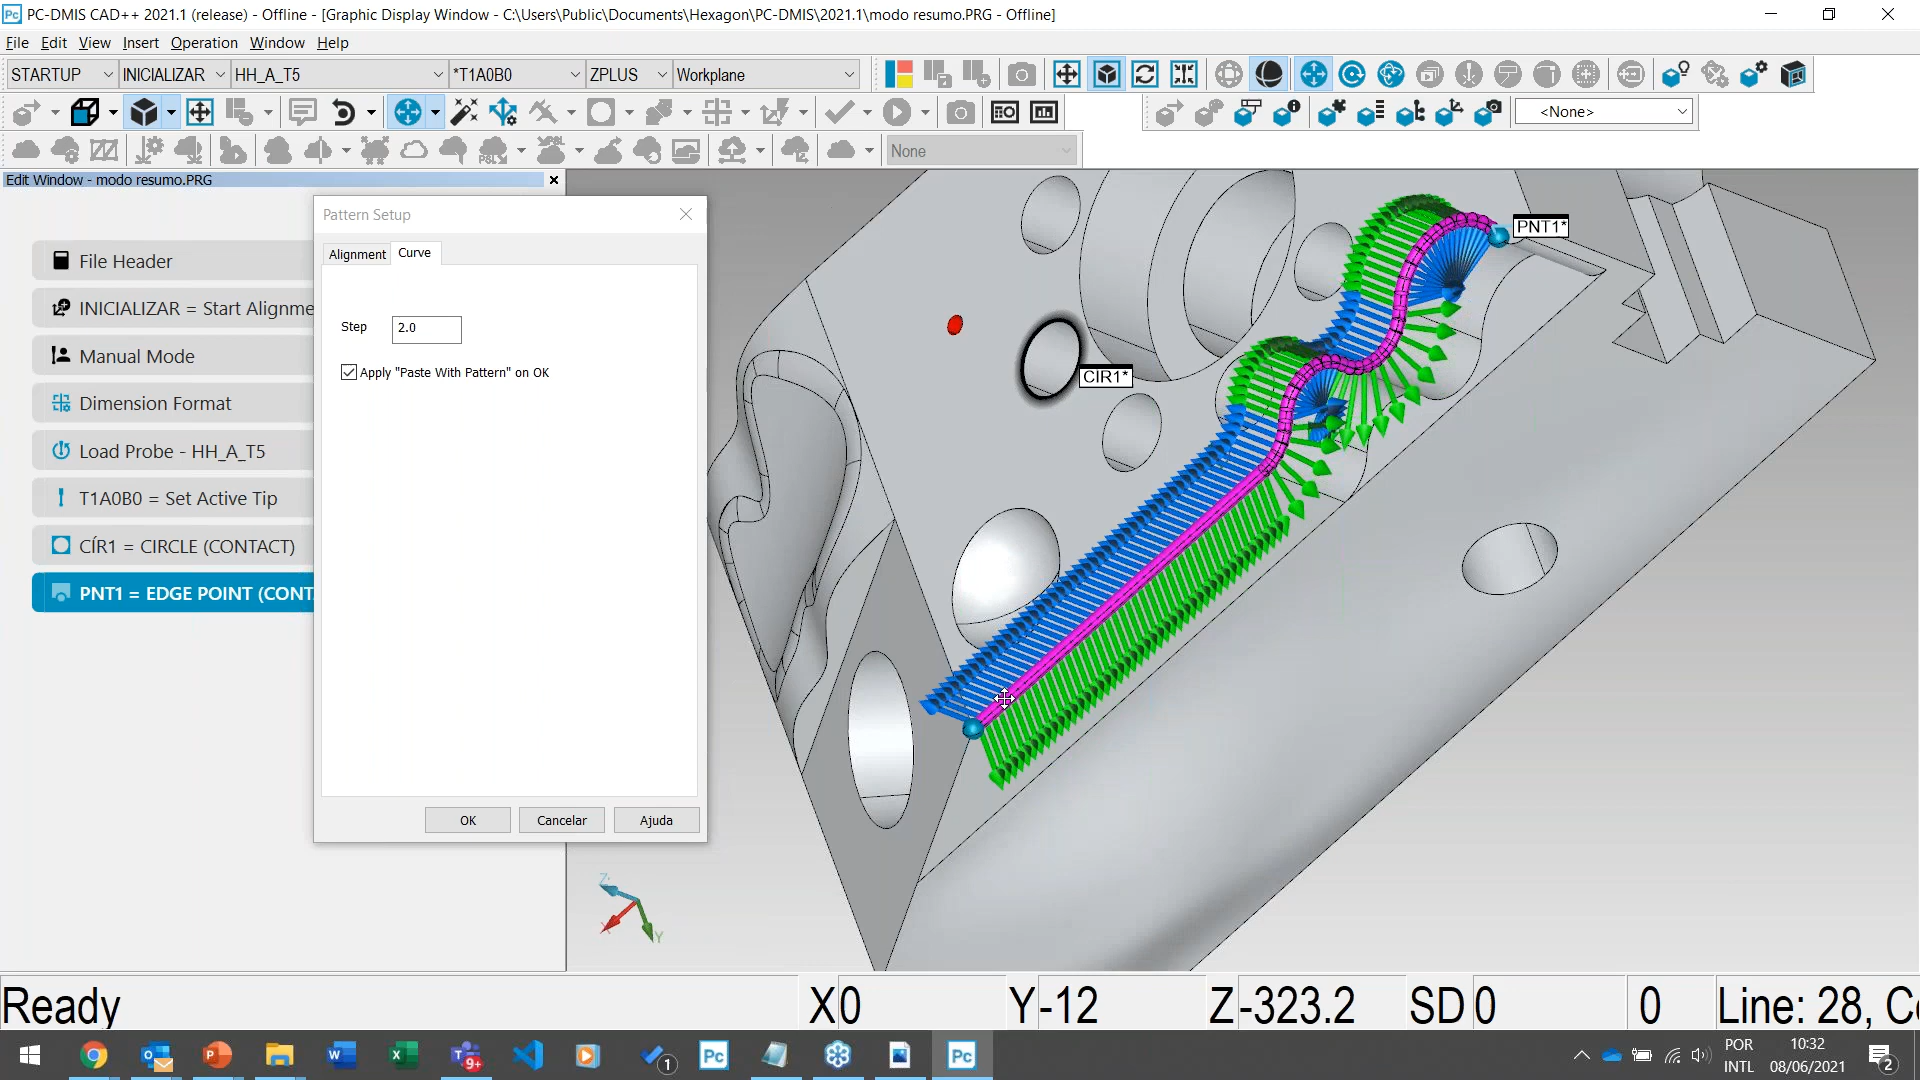 PC-DMIS CAD++ 2021.1 (release) - Offline - [Graphic Display Window - C:\Users\Public\Documents\Hexagon\PC-DMIS\2021.1\modo resumo.PRG - Offline]
File Edit View Insert Operation Window Help
STARTUP INICIALIZAR HH_A_T5 *T1A0B0 ZPLUS Workplane
<None>
None
Edit Window - modo resumo.PRG
Pattern Setup
Alignment Curve
Step 2.0
Apply "Paste With Pattern" on OK
OK Cancelar Ajuda
File Header
INICIALIZAR = Start Alignme
Manual Mode
Dimension Format
Load Probe - HH_A_T5
T1A0B0 = Set Active Tip
CÍR1 = CIRCLE (CONTACT)
PNT1 = EDGE POINT (CONT
PNT1*
CIR1*
Z
X
Y
Ready X0 Y-12 Z-323.2 SD0 0 Line: 28, C
POR
INTL
10:32
08/06/2021
9+
1
2